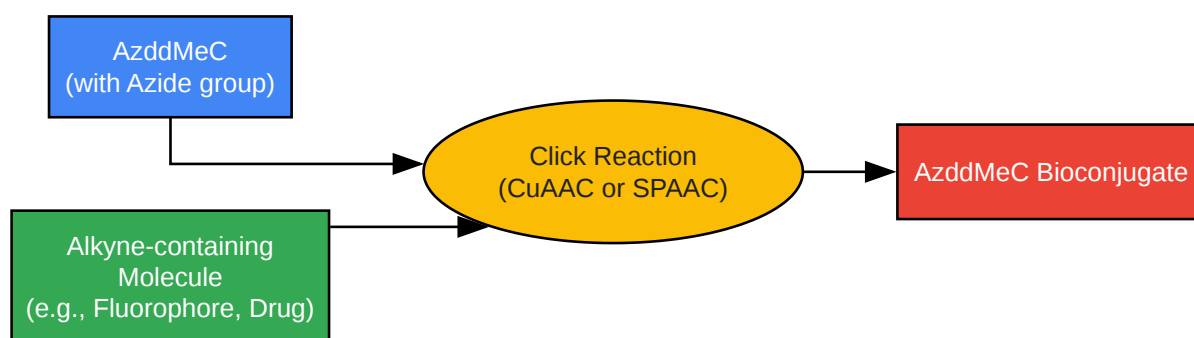 AzddMeC
(with Azide group)
Click Reaction
(CuAAC or SPAAC)
AzddMeC Bioconjugate
Alkyne-containing
Molecule
(e.g., Fluorophore, Drug)